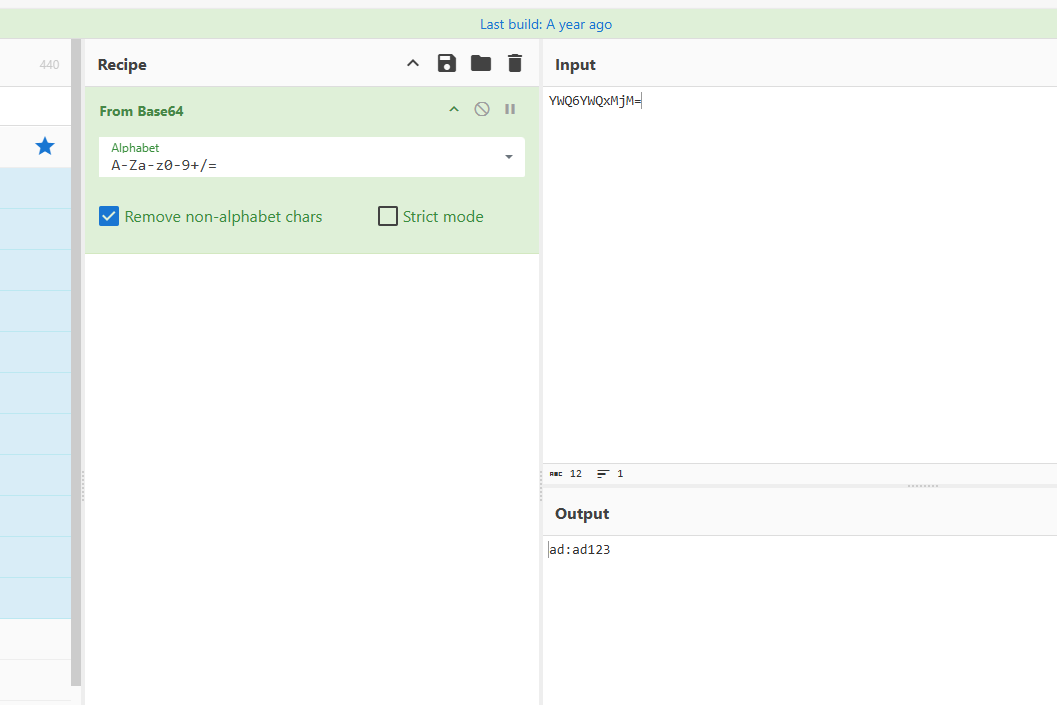 Last build: A year ago
440
Recipe
From Base64
Alphabet
A-Za-z0-9+/=
Remove non-alphabet chars
Strict mode
Input
YWQ6YWQxMjM=
ABC 12 1
Output
ad:ad123